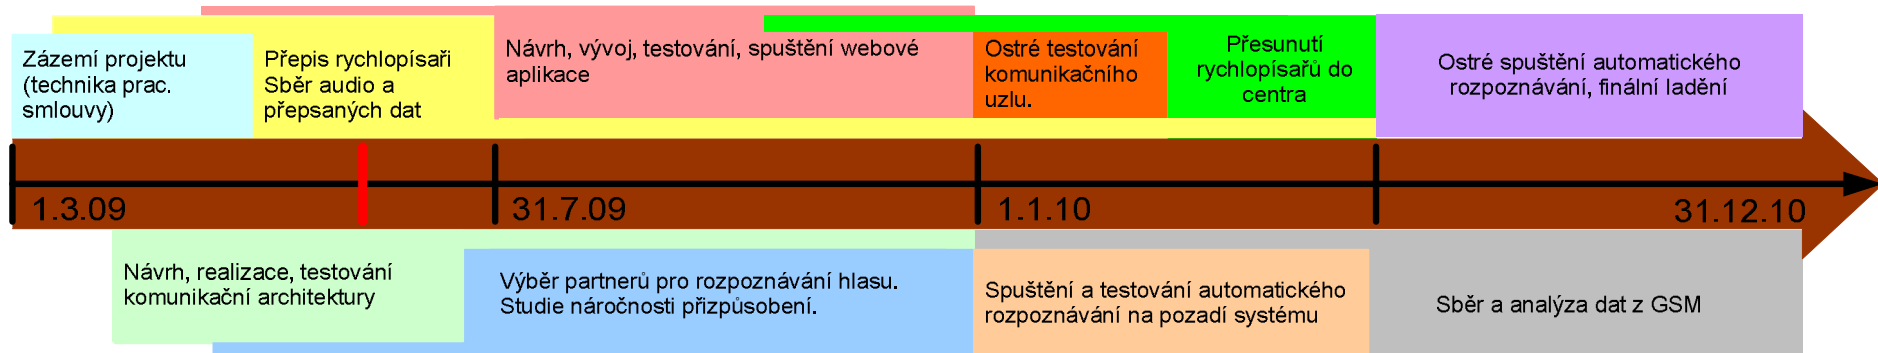 Zázemí projektu
(technika prac.
smlouvy)
Přepis rychlopísaři
Sběr audio a
přepsaných dat
Návrh, vývoj, testování, spuštění webové
aplikace
Ostré testování
komunikačního
uzlu.
Přesunutí
rychlopísařů do
centra
Ostré spuštění automatického
rozpoznávání, finální ladění
1.3.09
31.7.09
1.1.10
31.12.10
Návrh, realizace, testování
komunikační architektury
Výběr partnerů pro rozpoznávání hlasu.
Studie náročnosti přizpůsobení.
Spuštění a testování automatického
rozpoznávání na pozadí systému
Sběr a analýza dat z GSM